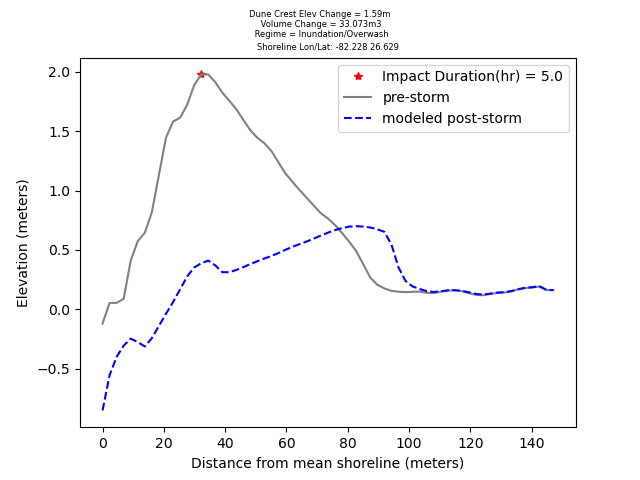 Dune Crest Elev Change = 1.59m
Volume Change = 33.073m3
Regime = Inundation/Overwash
Shoreline Lon/Lat: -82.228 26.629
Impact Duration(hr) = 5.0
pre-storm
modeled post-storm
Elevation (meters)
2.0
1.5
1.0
0.5
0.0
−0.5
0 20 40 60 80 100 120 140
Distance from mean shoreline (meters)